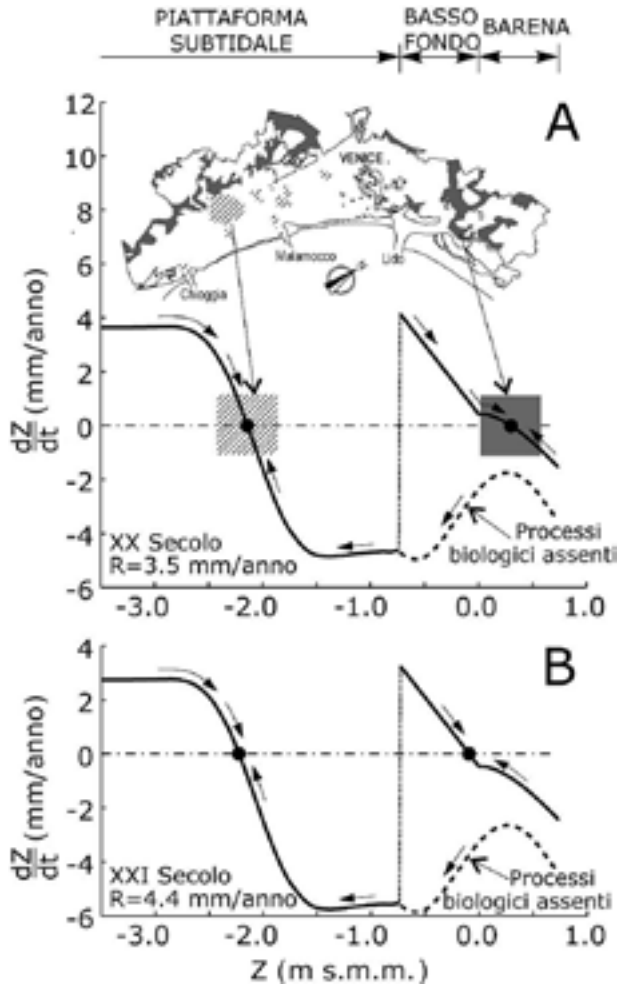 PIATTAFORMA
SUBTIDALE
BASSO
FONDO
BARENA
A
12
10
8
6
4
2
0
-2
-4
-6
dZ
dt
(mm/anno)
VENICE
Malamocco
Lido
Chioggia
Processi
biologici assenti
XX Secolo
R=3.5 mm/anno
-3.0 -2.0 -1.0 0.0 1.0
B
4
2
0
-2
-4
-6
dZ
dt
(mm/anno)
XXI Secolo
R=4.4 mm/anno
Processi
biologici assenti
-3.0 -2.0 -1.0 0.0 1.0
Z (m s.m.m.)